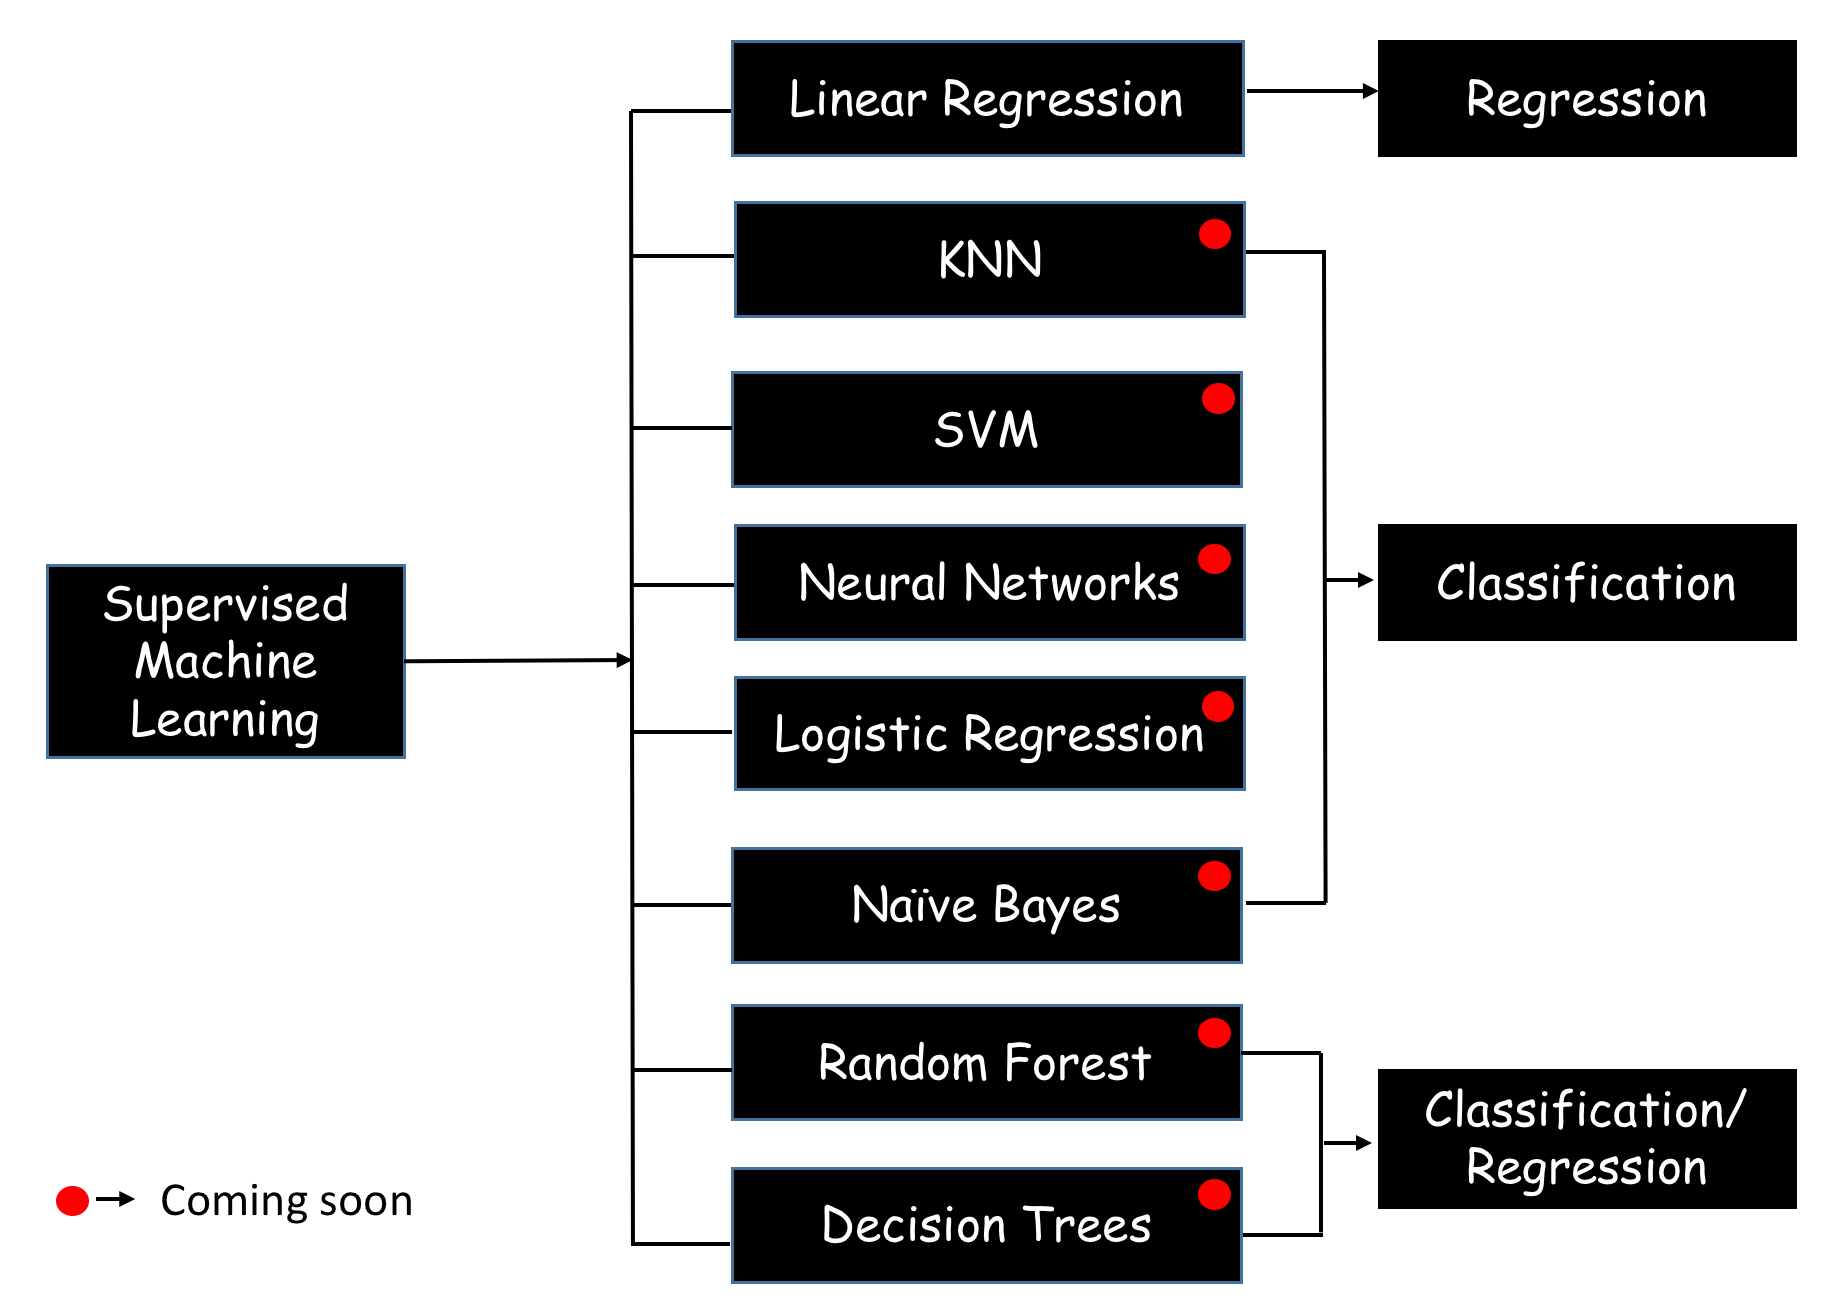 Linear Regression
Regression
KNN
SVM
Neural Networks
Classification
Supervised
Machine
Learning
Logistic Regression
Naïve Bayes
Random Forest
Classification/
Regression
Decision Trees
Coming soon